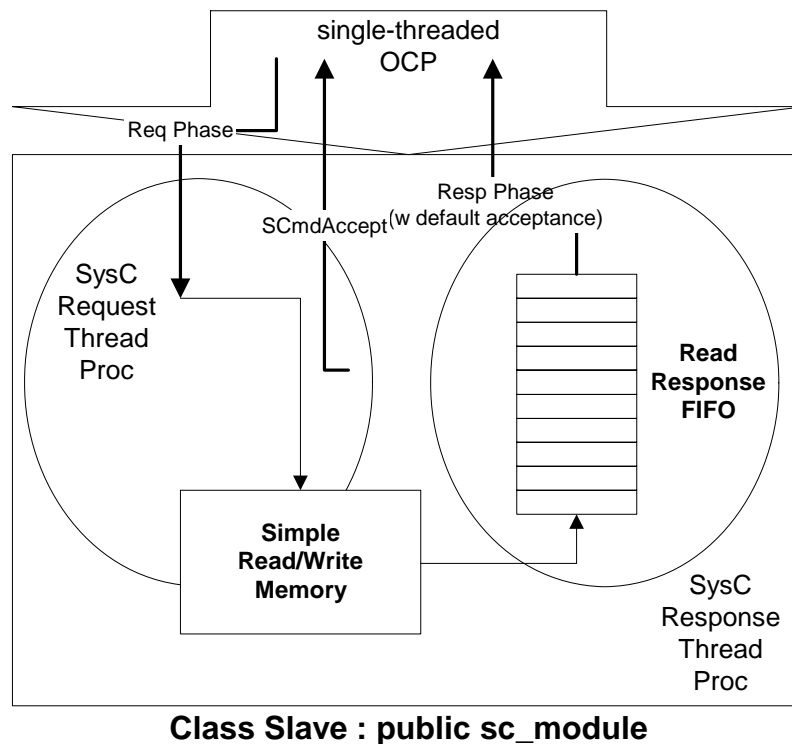 single-threaded
OCP
Req Phase
Resp Phase
(w default acceptance)
SCmdAccept
SysC
Request
Thread
Proc
Read
Response
FIFO
Simple
Read/Write
Memory
SysC
Response
Thread
Proc
Class Slave : public sc_module